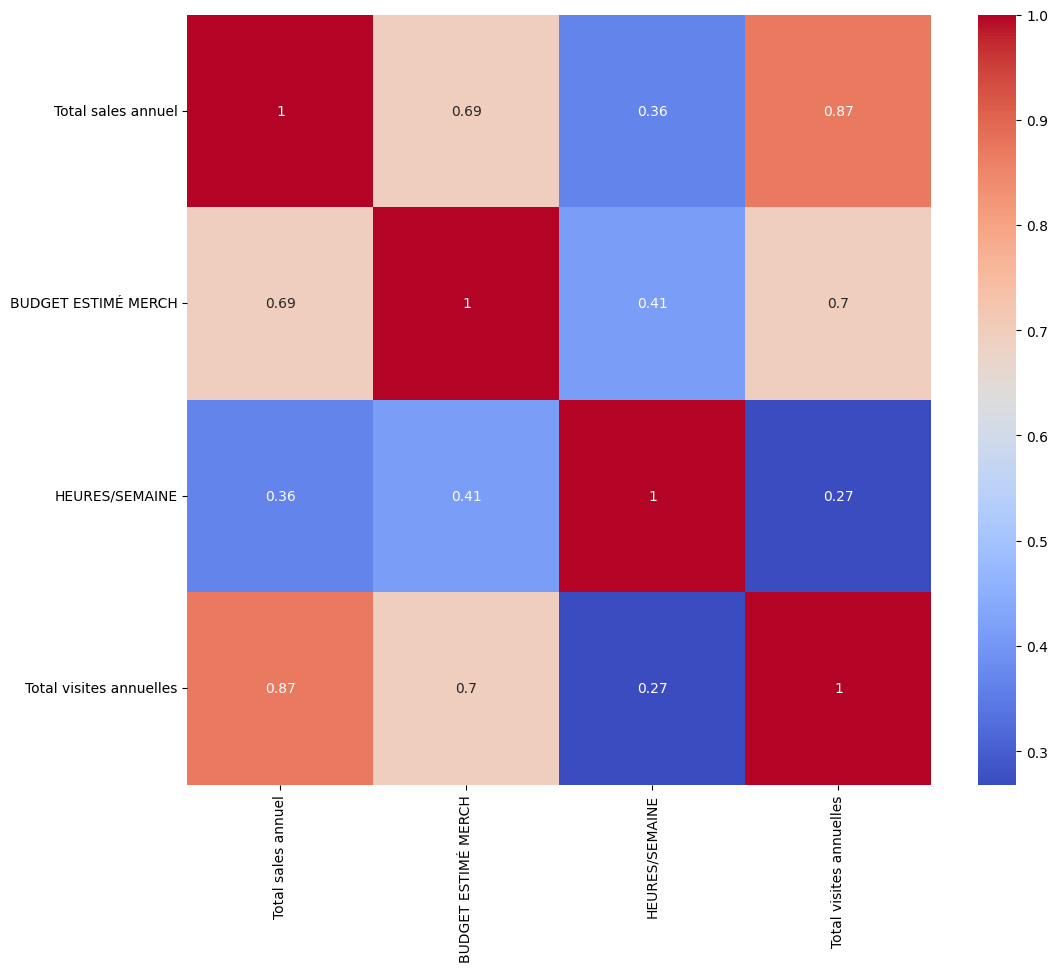 1.0
Total sales annuel 1 0.69 0.36 0.87
0.9
0.8
BUDGET ESTIMÉ MERCH 0.69 1 0.41 0.7
0.7
0.6
HEURES/SEMAINE 0.36 0.41 1 0.27
0.5
0.4
Total visites annuelles 0.87 0.7 0.27 1
0.3
Total sales annuel
BUDGET ESTIMÉ MERCH
HEURES/SEMAINE
Total visites annuelles